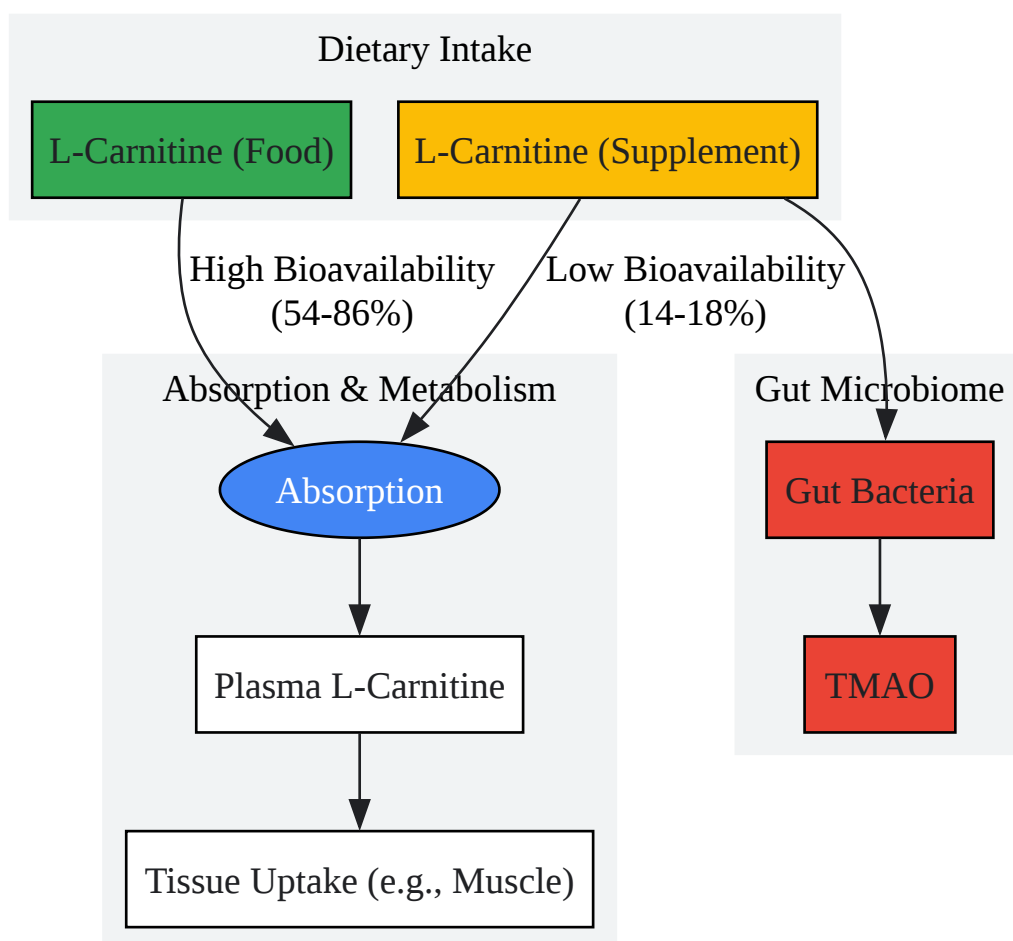 Dietary Intake
L-Carnitine (Food)
L-Carnitine (Supplement)
High Bioavailability
(54-86%)
Low Bioavailability
(14-18%)
Absorption & Metabolism
Gut Microbiome
Absorption
Gut Bacteria
Plasma L-Carnitine
TMAO
Tissue Uptake (e.g., Muscle)